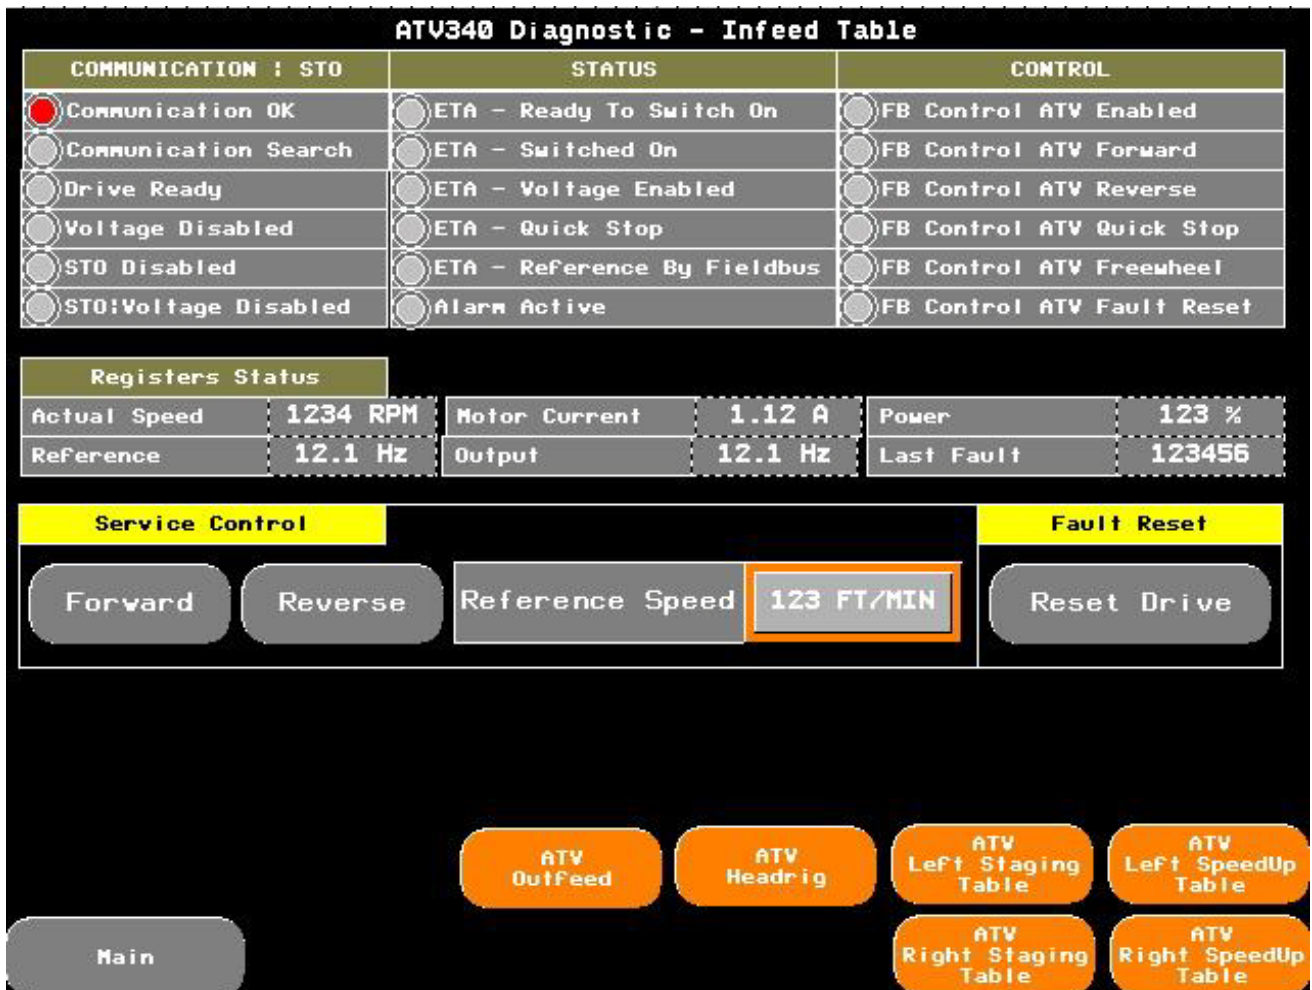 ATV340 Diagnostic - Infeed Table
COMMUNICATION ¦ STO STATUS CONTROL
Communication OK ETA - Ready To Switch On FB Control ATV Enabled
Communication Search ETA - Switched On FB Control ATV Forward
Drive Ready ETA - Voltage Enabled FB Control ATV Reverse
Voltage Disabled ETA - Quick Stop FB Control ATV Quick Stop
STO Disabled ETA - Reference By Fieldbus FB Control ATV Freewheel
STO¦Voltage Disabled Alarm Active FB Control ATV Fault Reset
Registers Status
Actual Speed 1234 RPM Motor Current 1.12 A Power 123 %
Reference 12.1 Hz Output 12.1 Hz Last Fault 123456
Service Control Fault Reset
Forward Reverse Reference Speed 123 FT/MIN Reset Drive
ATV
Outfeed
ATV
Headrig
ATV
Left Staging
Table
ATV
Left SpeedUp
Table
Main
ATV
Right Staging
Table
ATV
Right SpeedUp
Table